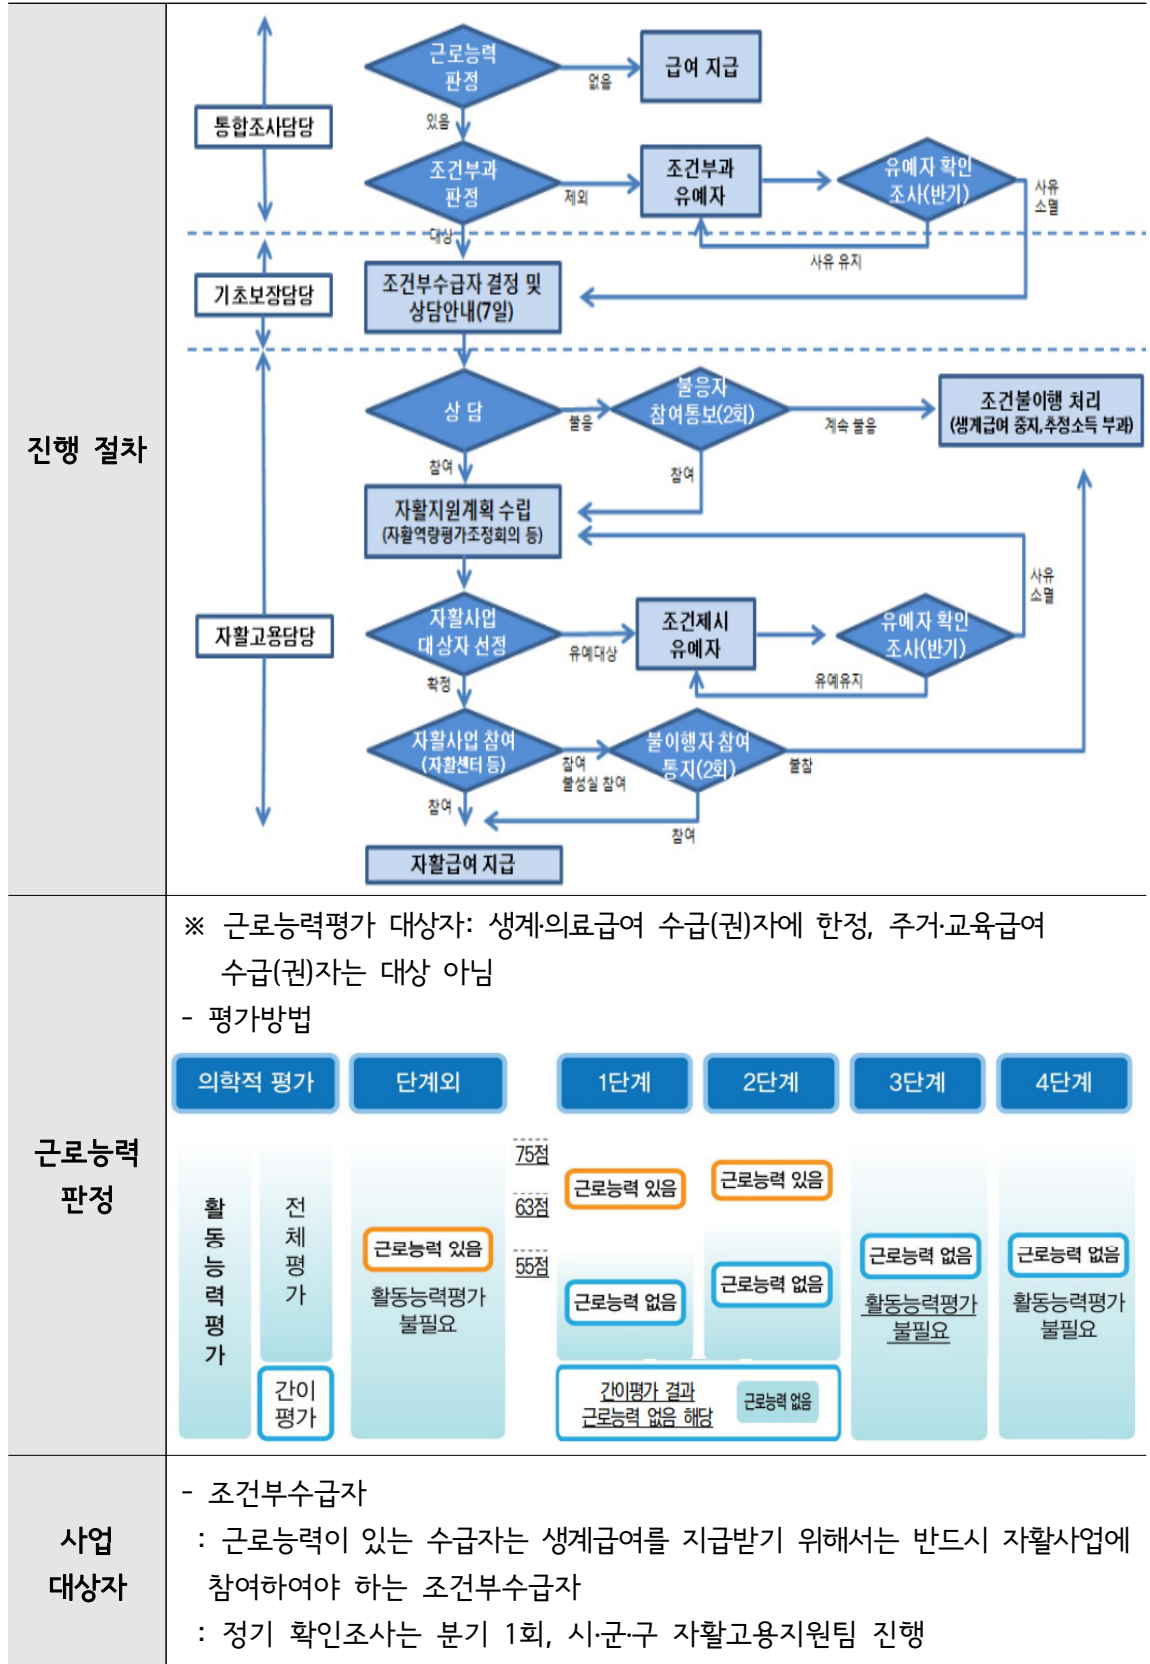 진행 절차
통합조사담당
기초보장담당
자활고용담당
근로능력
판정
없음
급여 지급
있음
조건부과
판정
제외
조건부과
유예자
유예자 확인
조사(반기)
사유
소멸
사유 유지
대상
조건부수급자 결정 및
상담안내(7일)
상 담
불응
불응자
참여통보(2회)
계속 불응
조건불이행 처리
(생계급여 중지,추정소득 부과)
참여
참여
자활지원계획 수립
(자활역량평가조정회의 등)
자활사업
대상자 선정
유예대상
조건제시
유예자
유예자 확인
조사(반기)
사유
소멸
유예유지
확정
자활사업 참여
(자활센터 등)
참여
불성실 참여
불이행자 참여
통지(2회)
불참
참여
참여
자활급여 지급
근로능력
판정
※ 근로능력평가 대상자: 생계·의료급여 수급(권)자에 한정, 주거·교육급여
수급(권)자는 대상 아님
- 평가방법
의학적 평가
단계외
1단계
2단계
3단계
4단계
활동능력평가
전체평가
간이
평가
근로능력 있음
활동능력평가
불필요
75점
63점
55점
근로능력 있음
근로능력 없음
근로능력 있음
근로능력 없음
간이평가 결과
근로능력 없음 해당
근로능력 없음
근로능력 없음
활동능력평가
불필요
근로능력 없음
활동능력평가
불필요
사업
대상자
- 조건부수급자
: 근로능력이 있는 수급자는 생계급여를 지급받기 위해서는 반드시 자활사업에
참여하여야 하는 조건부수급자
: 정기 확인조사는 분기 1회, 시·군·구 자활고용지원팀 진행